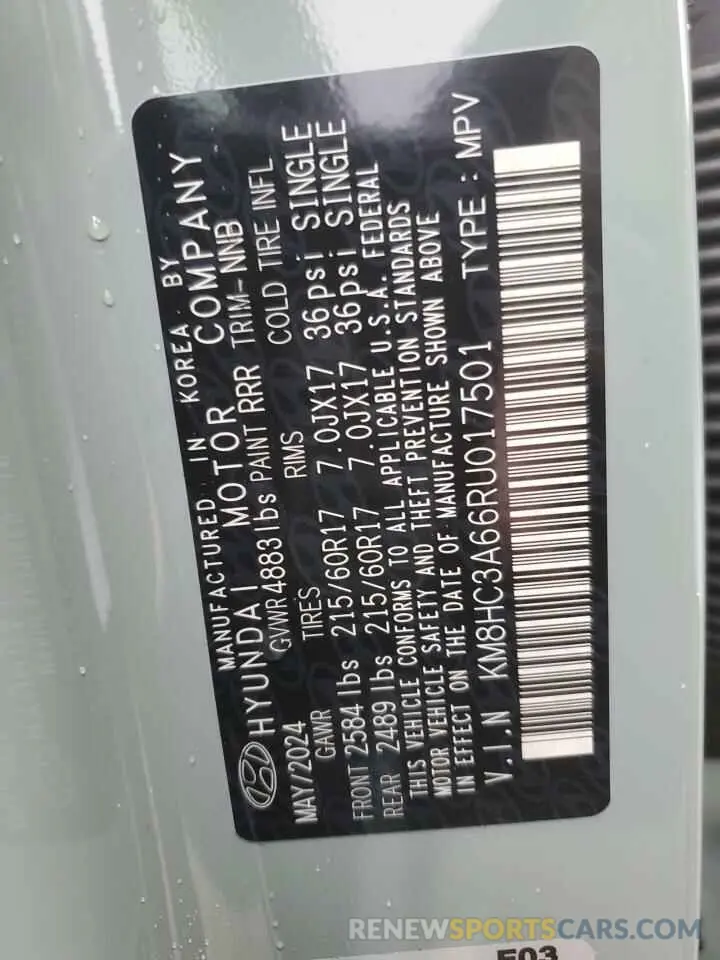 MANUFACTURED IN KOREA BY
HYUNDAI MOTOR COMPANY
MAY/2024 GVWR 4883 lbs PAINT RRR TRIM-NNB
GAWR TIRES RIMS COLD TIRE INFL
FRONT 2584 lbs 215/60R17 7.0JX17 36psi SINGLE
REAR 2489 lbs 215/60R17 7.0JX17 36psi SINGLE
THIS VEHICLE CONFORMS TO ALL APPLICABLE U.S.A. FEDERAL
MOTOR VEHICLE SAFETY AND THEFT PREVENTION STANDARDS
IN EFFECT ON THE DATE OF MANUFACTURE SHOWN ABOVE
V.I.N KM8HC3A66RU017501 TYPE : MPV
RENEWSPORTSCARS.COM
E03